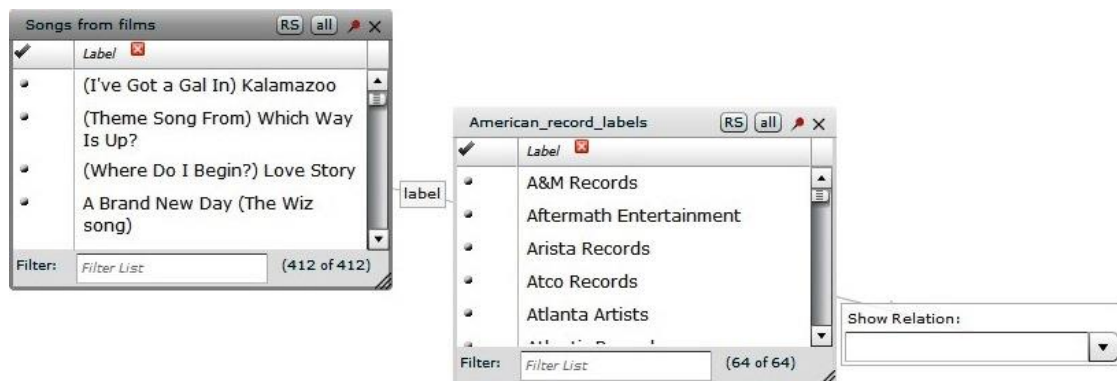 Songs from films RS all
Label
(I've Got a Gal In) Kalamazoo
(Theme Song From) Which Way
Is Up?
(Where Do I Begin?) Love Story
A Brand New Day (The Wiz
song)
Filter: Filter List (412 of 412)
label
American_record_labels RS all
Label
A&M Records
Aftermath Entertainment
Arista Records
Atco Records
Atlanta Artists
Filter: Filter List (64 of 64)
Show Relation: